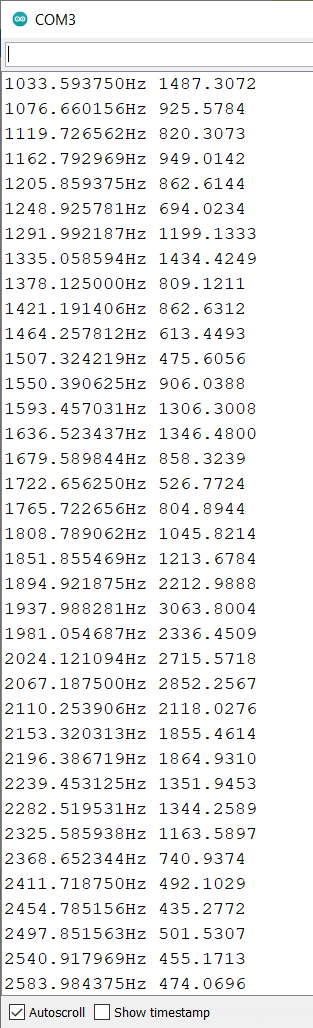 COM3
1033.593750Hz 1487.3072
1076.660156Hz 925.5784
1119.726562Hz 820.3073
1162.792969Hz 949.0142
1205.859375Hz 862.6144
1248.925781Hz 694.0234
1291.992187Hz 1199.1333
1335.058594Hz 1434.4249
1378.125000Hz 809.1211
1421.191406Hz 862.6312
1464.257812Hz 613.4493
1507.324219Hz 475.6056
1550.390625Hz 906.0388
1593.457031Hz 1306.3008
1636.523437Hz 1346.4800
1679.589844Hz 858.3239
1722.656250Hz 526.7724
1765.722656Hz 804.8944
1808.789062Hz 1045.8214
1851.855469Hz 1213.6784
1894.921875Hz 2212.9888
1937.988281Hz 3063.8004
1981.054687Hz 2336.4509
2024.121094Hz 2715.5718
2067.187500Hz 2852.2567
2110.253906Hz 2118.0276
2153.320313Hz 1855.4614
2196.386719Hz 1864.9310
2239.453125Hz 1351.9453
2282.519531Hz 1344.2589
2325.585938Hz 1163.5897
2368.652344Hz 740.9374
2411.718750Hz 492.1029
2454.785156Hz 435.2772
2497.851563Hz 501.5307
2540.917969Hz 455.1713
2583.984375Hz 474.0696
Autoscroll Show timestamp